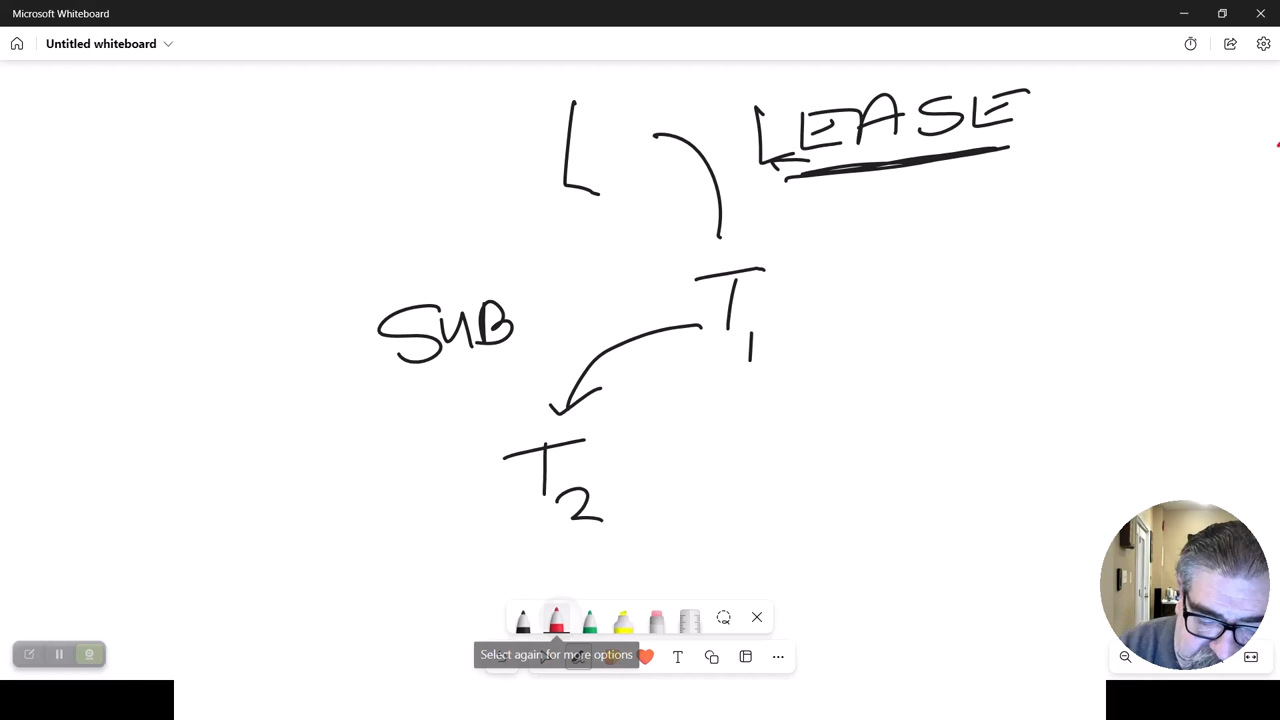 Microsoft Whiteboard
Untitled whiteboard
L
LEASE
T1
SUB
T2
Select again for more options
T